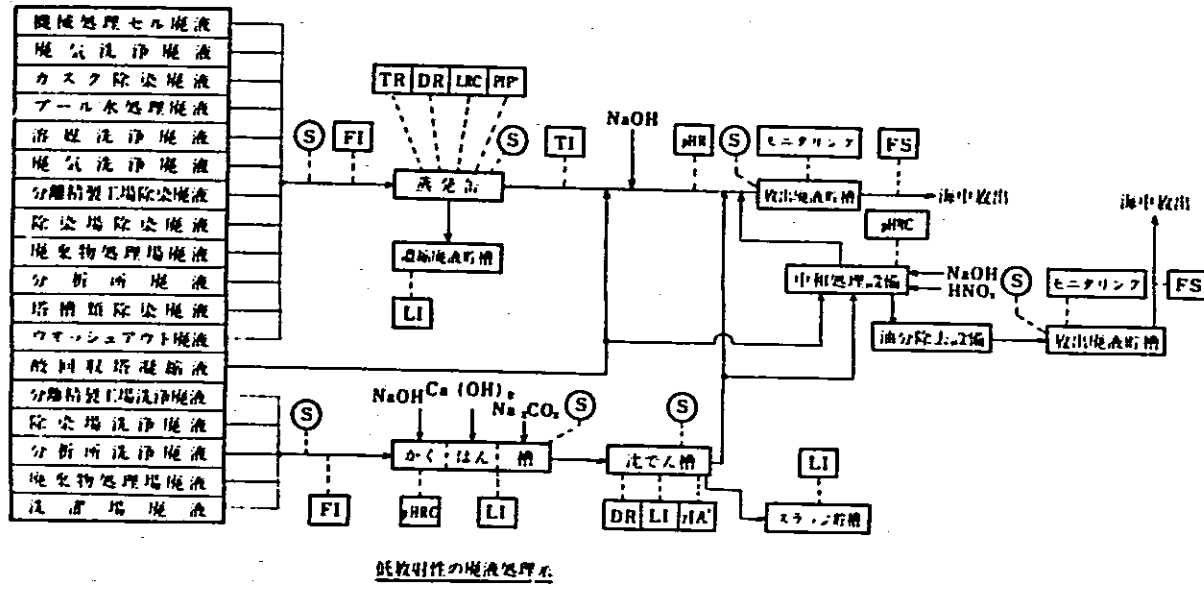 機械処理セル廃液
廃気洗浄廃液
カスク除染廃液
プール水処理廃液
溶媒洗浄廃液
廃気洗浄廃液
分離精製工場除染廃液
除染場除染廃液
廃棄物処理場廃液
分析所廃液
塔槽類除染廃液
ウオッシュアウト廃液
酸回収塔凝縮液
分離精製工場洗浄廃液
除染場洗浄廃液
分析所洗浄廃液
廃棄物処理場廃液
洗濯場廃液
S
FI
TR DR LRC
S
蒸発缶
TI
濃縮廃液貯槽
LI
NaOH
pHR
S
モニタリング
FS
放出廃液貯槽
海中放出
pHRC
中和処理設備
NaOH
HNO₃
油分除去設備
S
モニタリング
FS
放出廃液貯槽
海中放出
S
FI
NaOH
Ca(OH)₂
Na₂CO₃
S
かくはん槽
pHRC
LI
S
沈でん槽
DR LI
LI
スラッジ貯槽
低放射性の廃液処理系